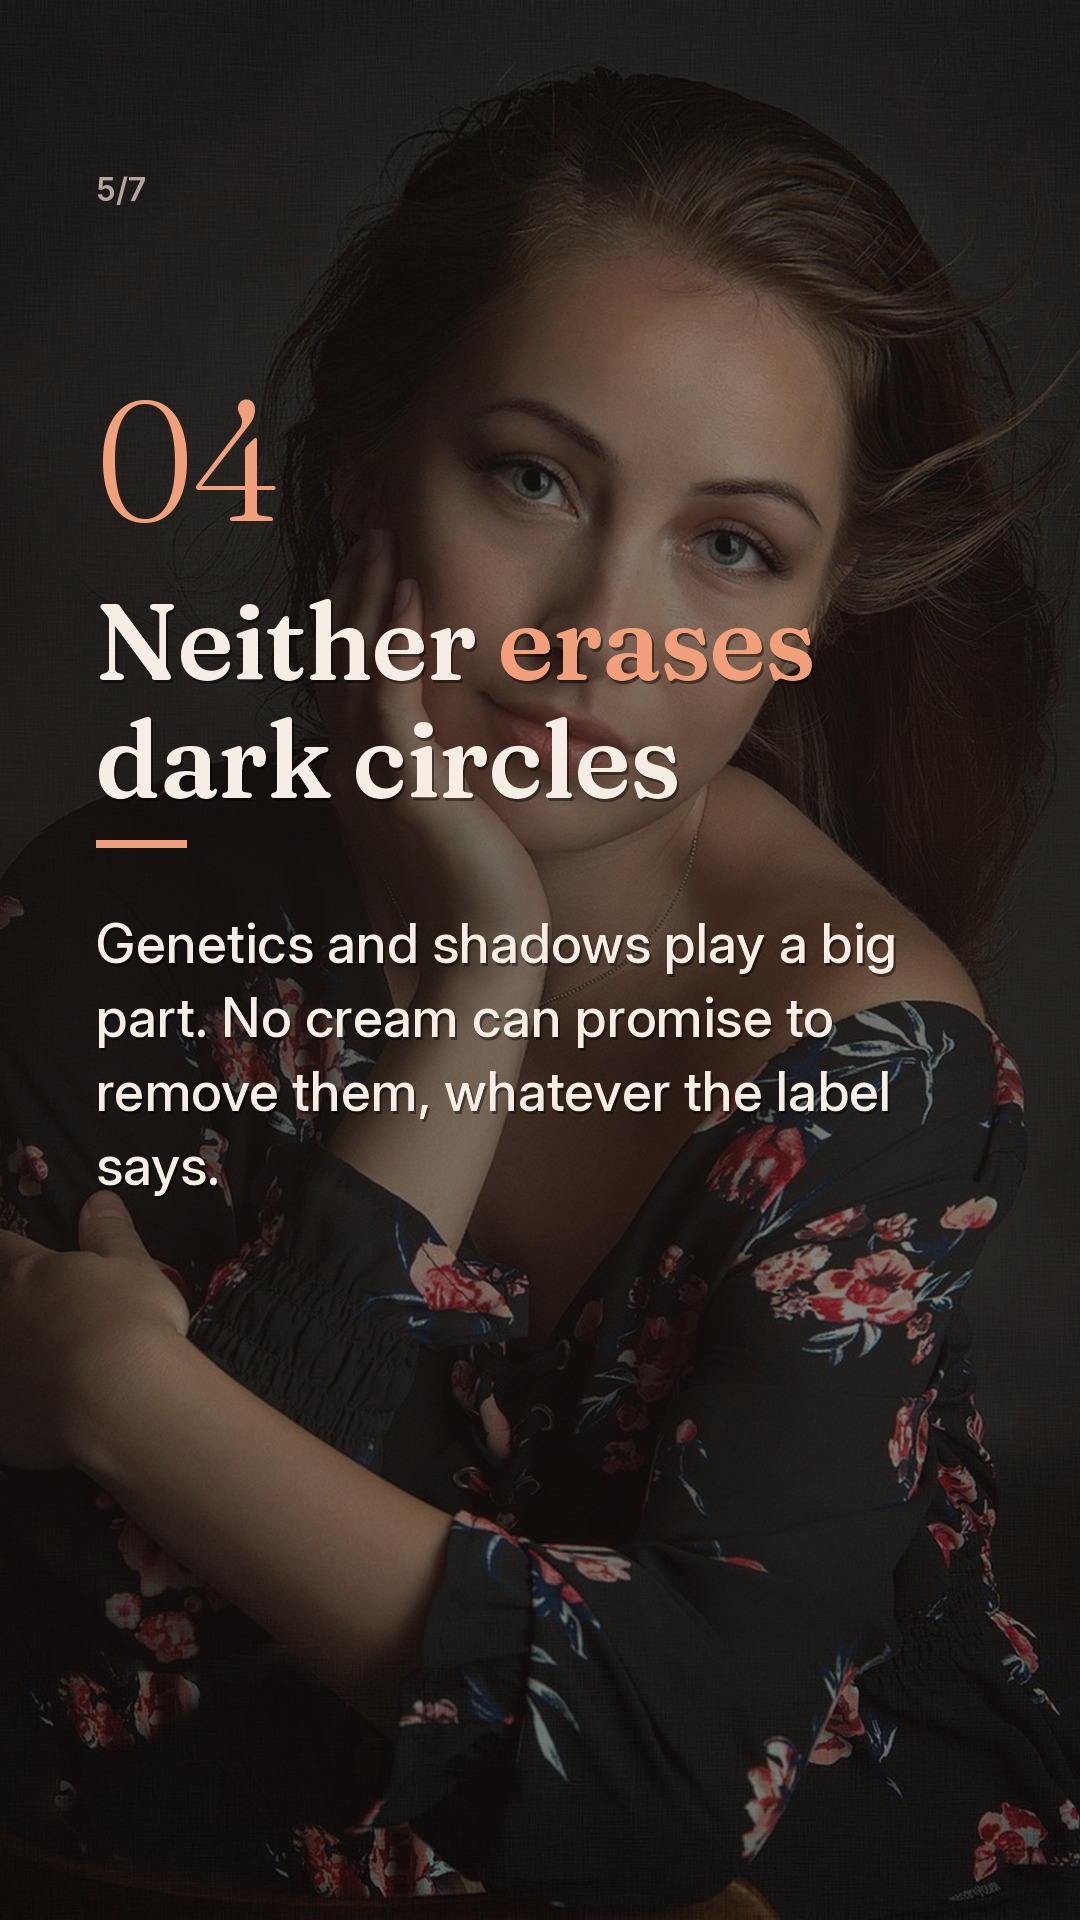 5/7
04
Neither erases
dark circles
Genetics and shadows play a big
part. No cream can promise to
remove them, whatever the label
says.